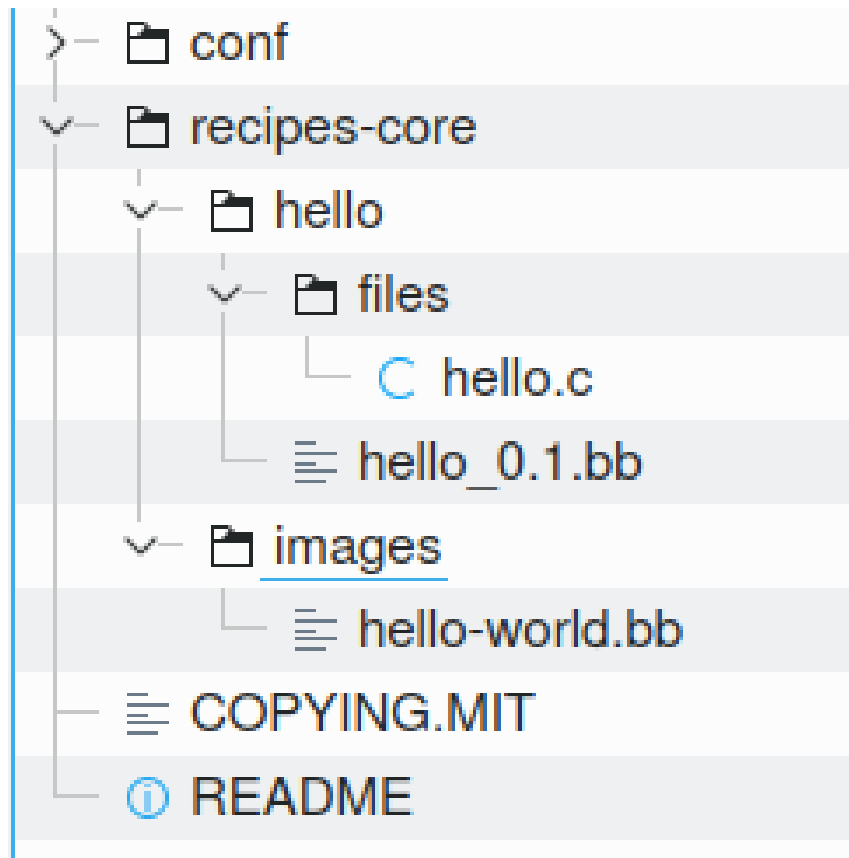 conf
recipes-core
hello
files
hello.c
hello_0.1.bb
images
hello-world.bb
COPYING.MIT
README